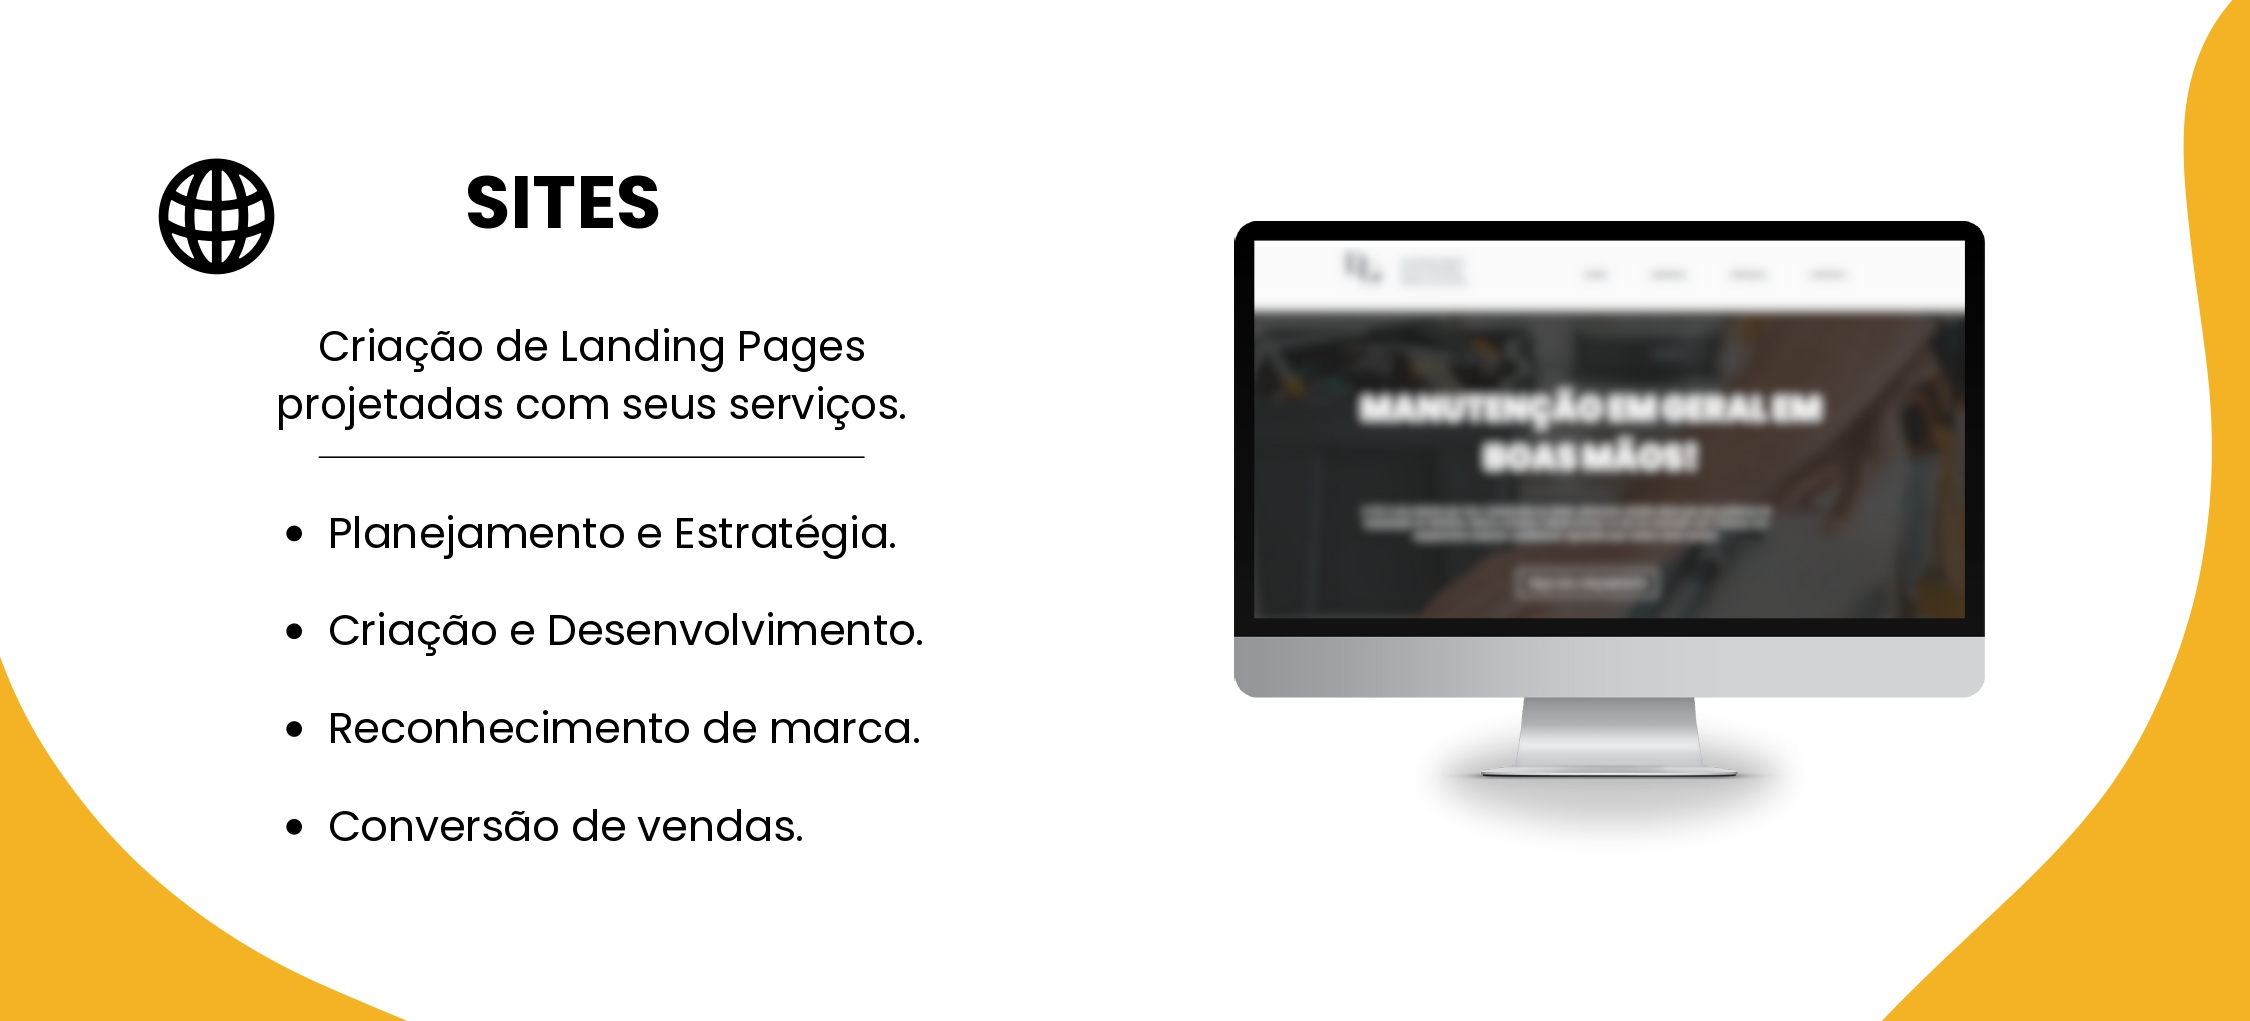 SITES
Criação de Landing Pages
projetadas com seus serviços.
Planejamento e Estratégia.
Criação e Desenvolvimento.
Reconhecimento de marca.
Conversão de vendas.
MANUTENÇÃO EM GERAL EM
BOAS MÃOS!